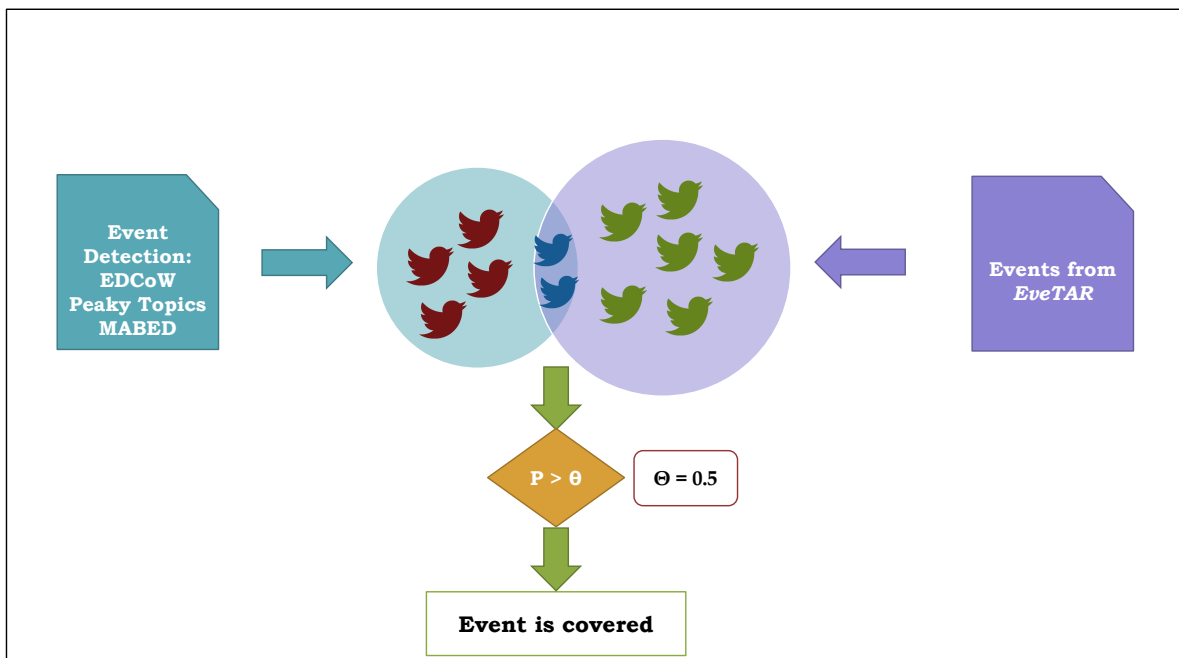 Event
Detection:
EDCoW
Peaky Topics
MABED
Events from
EveTAR
P > θ
Θ = 0.5
Event is covered